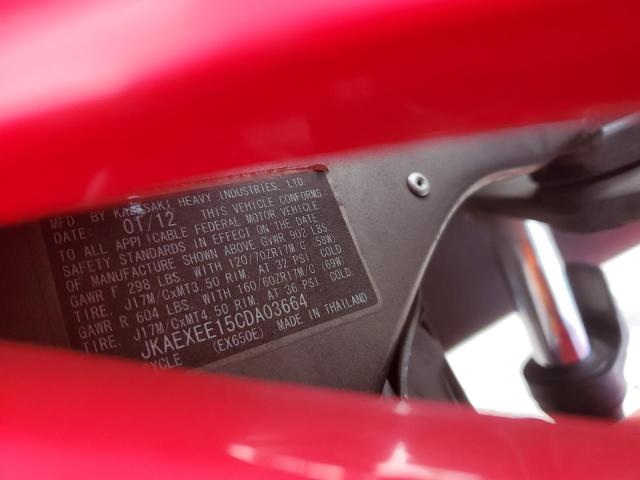 MFD. BY KAWASAKI HEAVY INDUSTRIES, LTD.
DATE: 01/12 THIS VEHICLE CONFORMS
TO ALL APPLICABLE FEDERAL MOTOR VEHICLE
SAFETY STANDARDS IN EFFECT ON THE DATE
OF MANUFACTURE SHOWN ABOVE GVWR 902 LBS
GAWR F 298 LBS. WITH 120/70ZR17M/C (58W)
TIRE. J17M/CxMT3.50 RIM. AT 32 PSI COLD
GAWR R 604 LBS. WITH 160/60ZR17M/C (69W)
TIRE. J17M/CxMT4.50 RIM. AT 36 PSI COLD
JKAEXEE15CDA03664
CYCLE (EX650E) MADE IN THAILAND